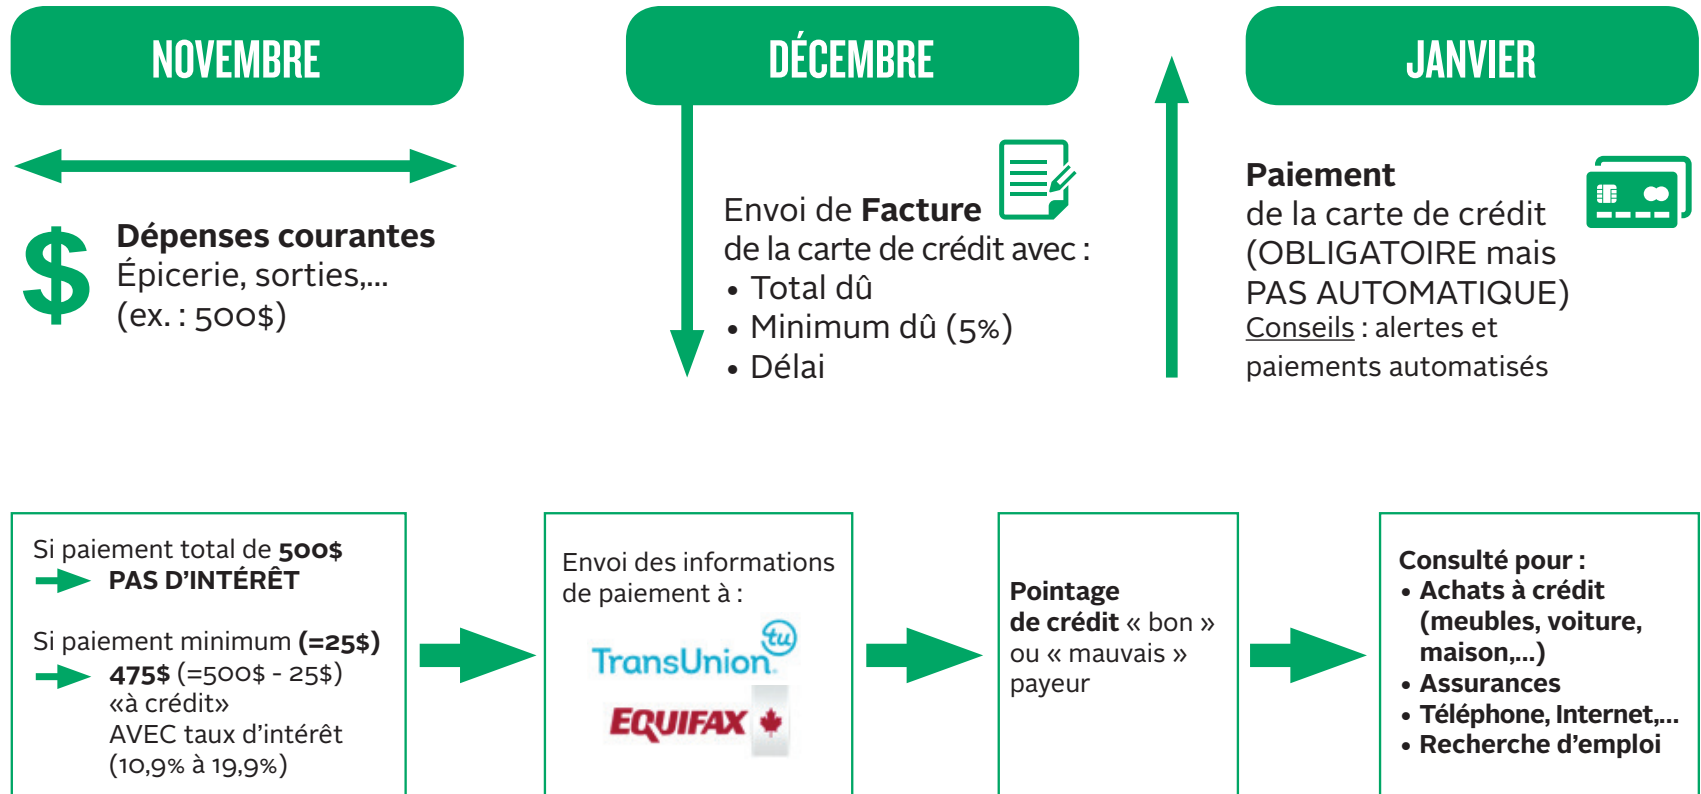 NOVEMBRE
$
Dépenses courantes
Épicerie, sorties,...
(ex. : 500$)
DÉCEMBRE
Envoi de Facture
de la carte de crédit avec :
• Total dû
• Minimum dû (5%)
• Délai
JANVIER
Paiement
de la carte de crédit
(OBLIGATOIRE mais
PAS AUTOMATIQUE)
Conseils : alertes et
paiements automatisés
Si paiement total de 500$
PAS D'INTÉRÊT
Si paiement minimum (=25$)
475$ (=500$ - 25$)
«à crédit»
AVEC taux d'intérêt
(10,9% à 19,9%)
Envoi des informations
de paiement à :
tu
TransUnion
EQUIFAX
Pointage
de crédit « bon »
ou « mauvais »
payeur
Consulté pour :
• Achats à crédit
(meubles, voiture,
maison,...)
• Assurances
• Téléphone, Internet,...
• Recherche d'emploi